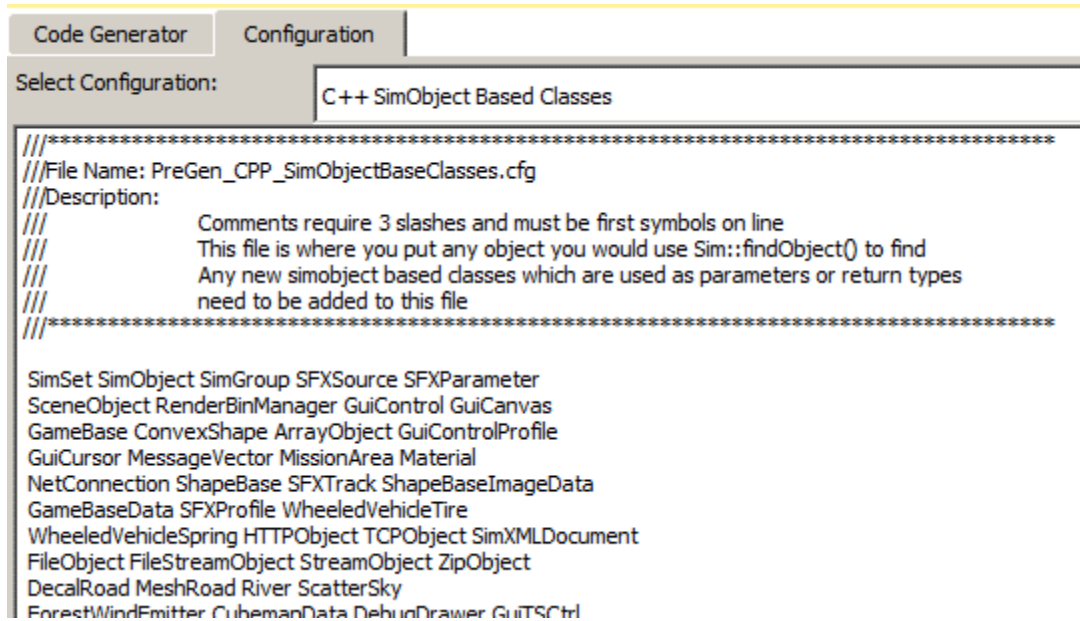 Code Generator Configuration
Select Configuration: C++ SimObject Based Classes
///************************************************************************************
///File Name: PreGen_CPP_SimObjectBaseClasses.cfg
///Description:
/// Comments require 3 slashes and must be first symbols on line
/// This file is where you put any object you would use Sim::findObject() to find
/// Any new simobject based classes which are used as parameters or return types
/// need to be added to this file
///************************************************************************************
SimSet SimObject SimGroup SFXSource SFXParameter
SceneObject RenderBinManager GuiControl GuiCanvas
GameBase ConvexShape ArrayObject GuiControlProfile
GuiCursor MessageVector MissionArea Material
NetConnection ShapeBase SFXTrack ShapeBaseImageData
GameBaseData SFXProfile WheeledVehicleTire
WheeledVehicleSpring HTTPObject TCPObject SimXMLDocument
FileObject FileStreamObject StreamObject ZipObject
DecalRoad MeshRoad River ScatterSky
ForestWindEmitter CubemapData DebugDrawer GuiTSCtrl